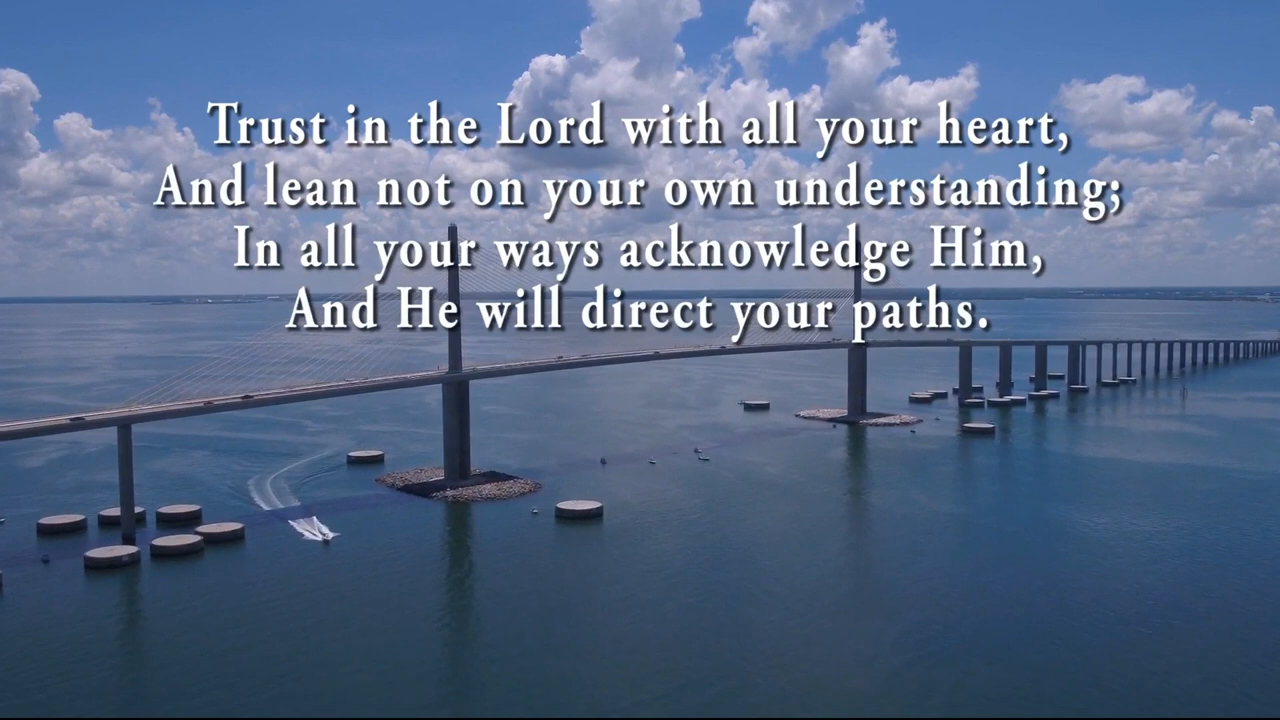 Trust in the Lord with all your heart,
And lean not on your own understanding;
In all your ways acknowledge Him,
And He will direct your paths.